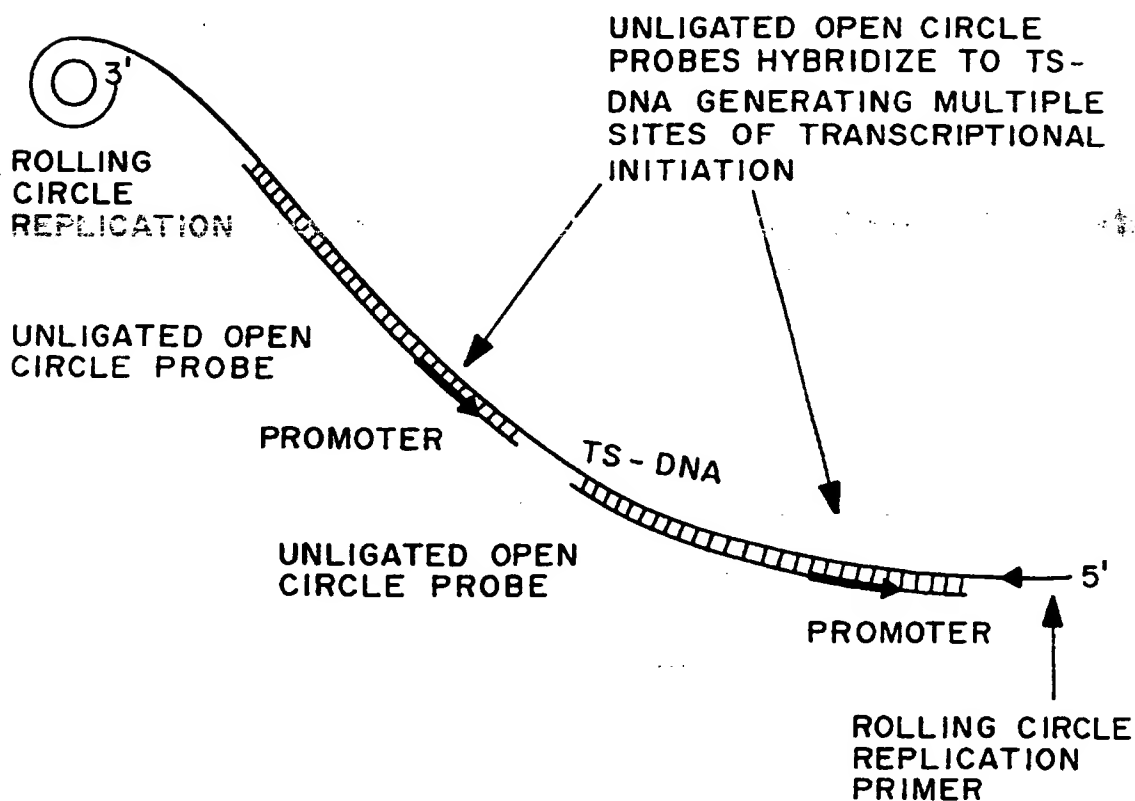 UNLIGATED OPEN CIRCLE
PROBES HYBRIDIZE TO TS-
DNA GENERATING MULTIPLE
SITES OF TRANSCRIPTIONAL
INITIATION
3'
ROLLING
CIRCLE
REPLICATION
UNLIGATED OPEN
CIRCLE PROBE
PROMOTER
TS-DNA
UNLIGATED OPEN
CIRCLE PROBE
5'
PROMOTER
ROLLING CIRCLE
REPLICATION
PRIMER